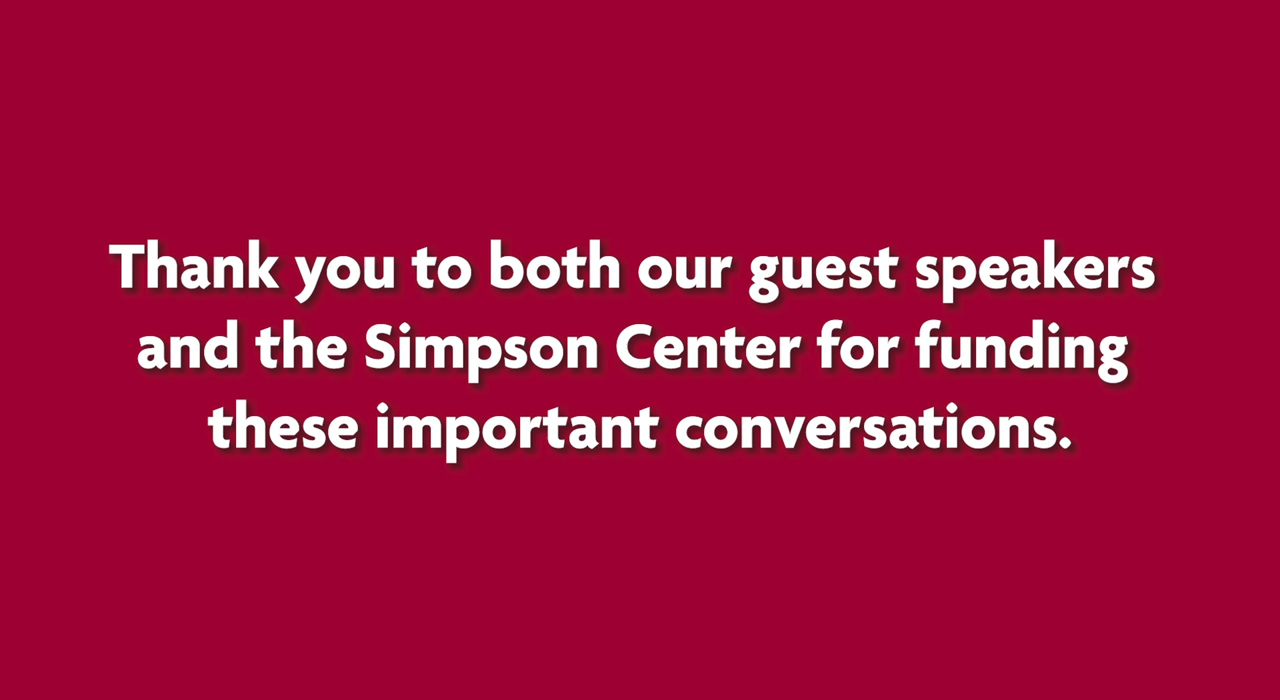 Thank you to both our guest speakers
and the Simpson Center for funding
these important conversations.